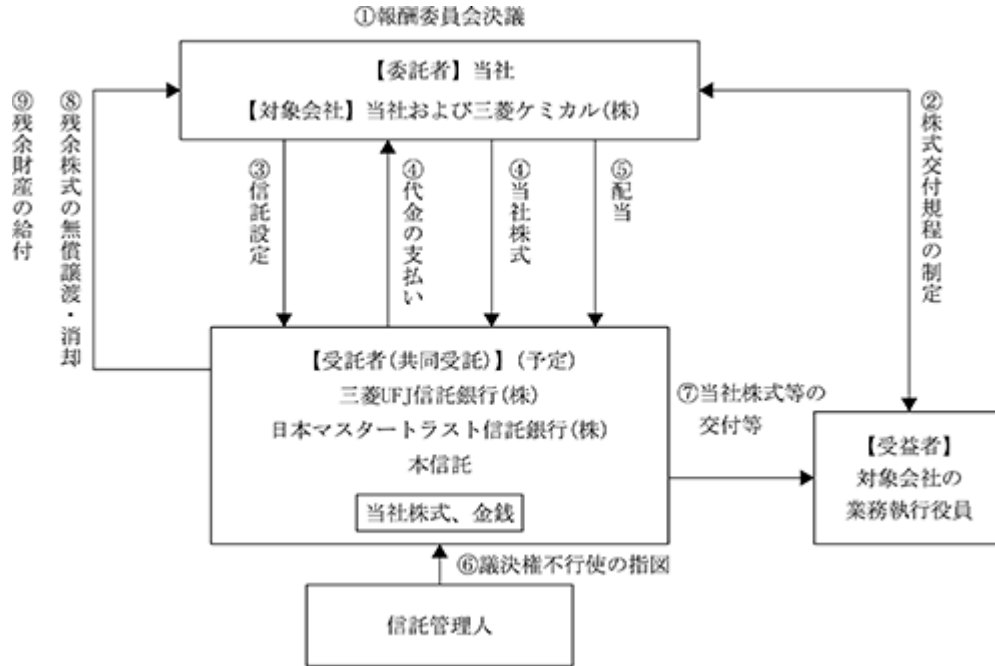 ①報酬委員会決議
【委託者】当社
【対象会社】当社および三菱ケミカル(株)
⑨残余財産の給付
⑧残余株式の無償譲渡・消却
③信託設定
④代金の支払い
④当社株式
⑤配当
②株式交付規程の制定
【受託者(共同受託)】(予定)
三菱UFJ信託銀行(株)
日本マスタートラスト信託銀行(株)
本信託
当社株式、金銭
⑦当社株式等の
交付等
【受益者】
対象会社の
業務執行役員
⑥議決権不行使の指図
信託管理人